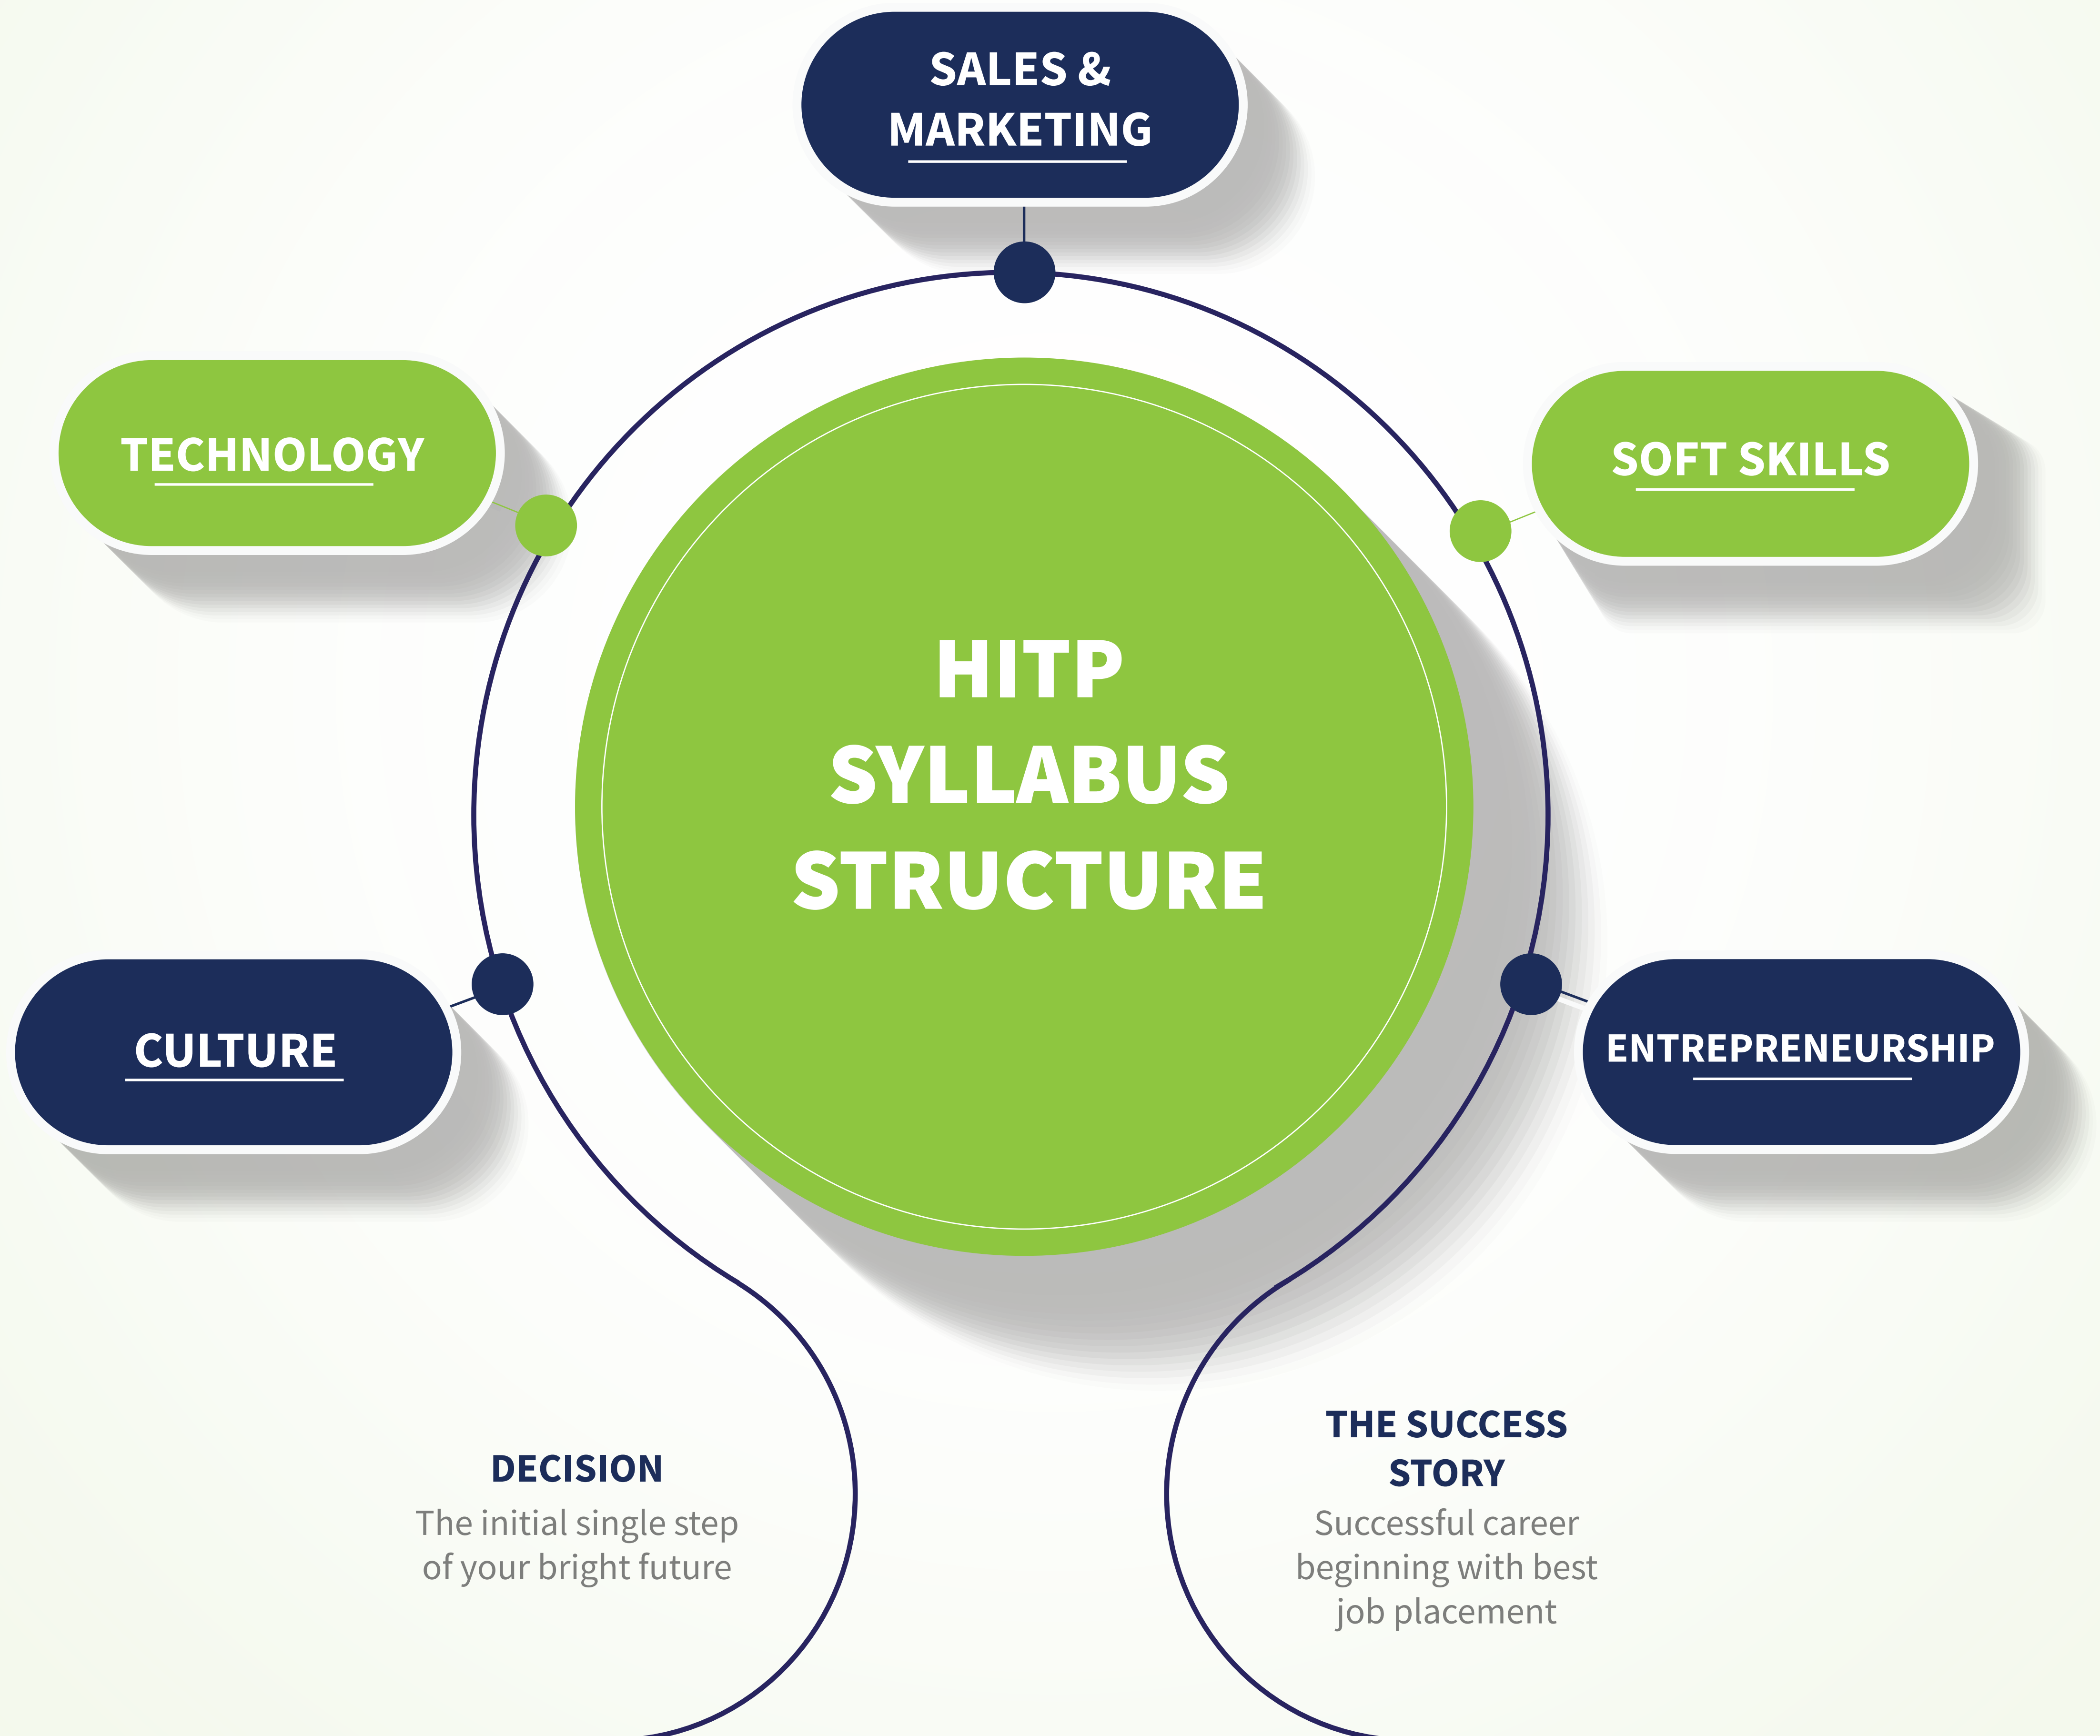 SALES &
MARKETING
TECHNOLOGY
SOFT SKILLS
HITP
SYLLABUS
STRUCTURE
CULTURE
ENTREPRENEURSHIP
DECISION
The initial single step
of your bright future
THE SUCCESS
STORY
Successful career
beginning with best
job placement